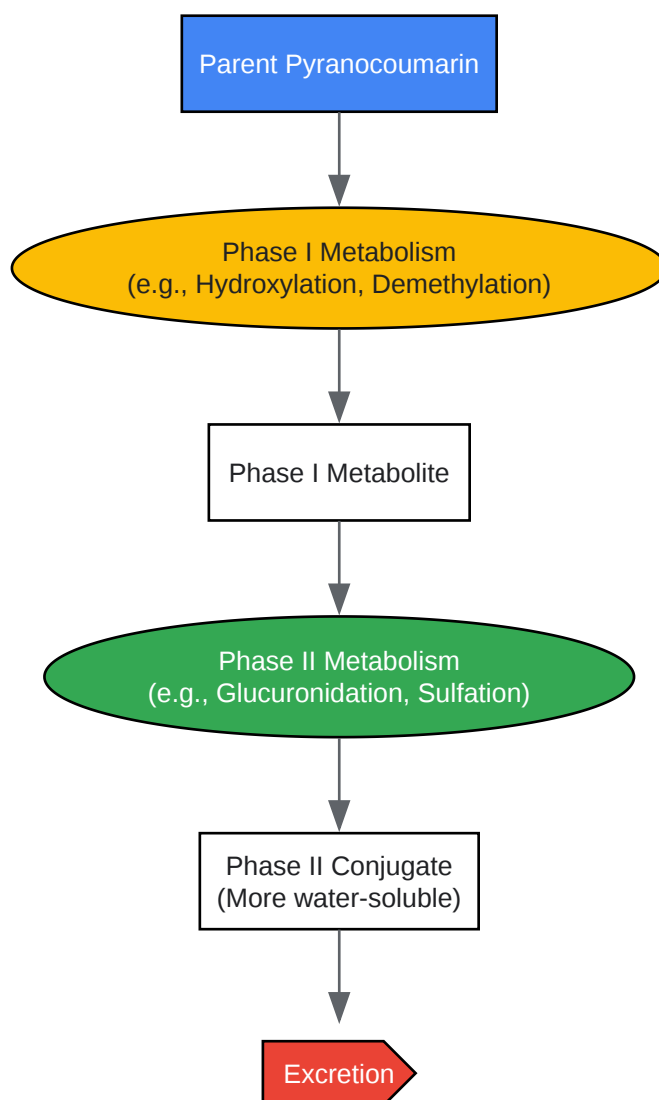 Parent Pyranocoumarin
Phase I Metabolism
(e.g., Hydroxylation, Demethylation)
Phase I Metabolite
Phase II Metabolism
(e.g., Glucuronidation, Sulfation)
Phase II Conjugate
(More water-soluble)
Excretion